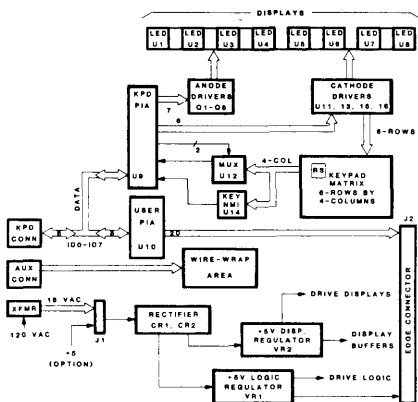 DISPLAYS
LED U1 LED U2 LED U3 LED U4 LED U5 LED U6 LED U7 LED U8
KPD PIA U9
7
ANODE DRIVERS Q1-Q8
CATHODE DRIVERS U11, 13, 15, 16
6
6-ROWS
2
MUX U12
4-COL
RS
KEYPAD MATRIX 6-ROWS BY 4-COLUMNS
KEY NMI U14
DATA
KPD CONN
8
ID0-ID7
8
UBER PIA U10
20
J2
AUX CONN
WIRE-WRAP AREA
EDGE CONNECTOR
XFMR
18 VAC
120 VAC
+5 (OPTION)
J1
RECTIFIER CR1, CR2
DRIVE DISPLAYS
+5V DISP. REGULATOR VR2
DISPLAY BUFFERS
+5V LOGIC REGULATOR VR1
DRIVE LOGIC